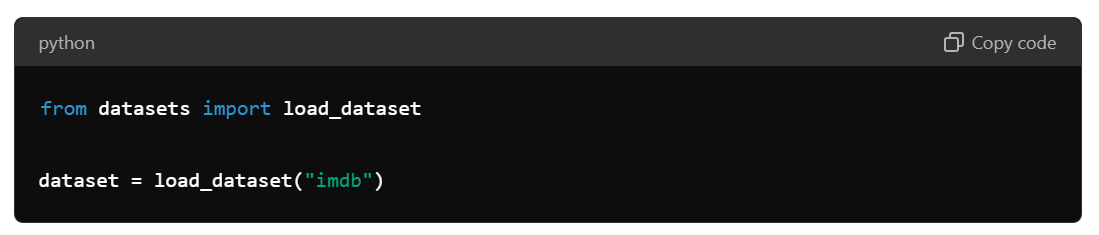 python
Copy code
from datasets import load_dataset
dataset = load_dataset("imdb")